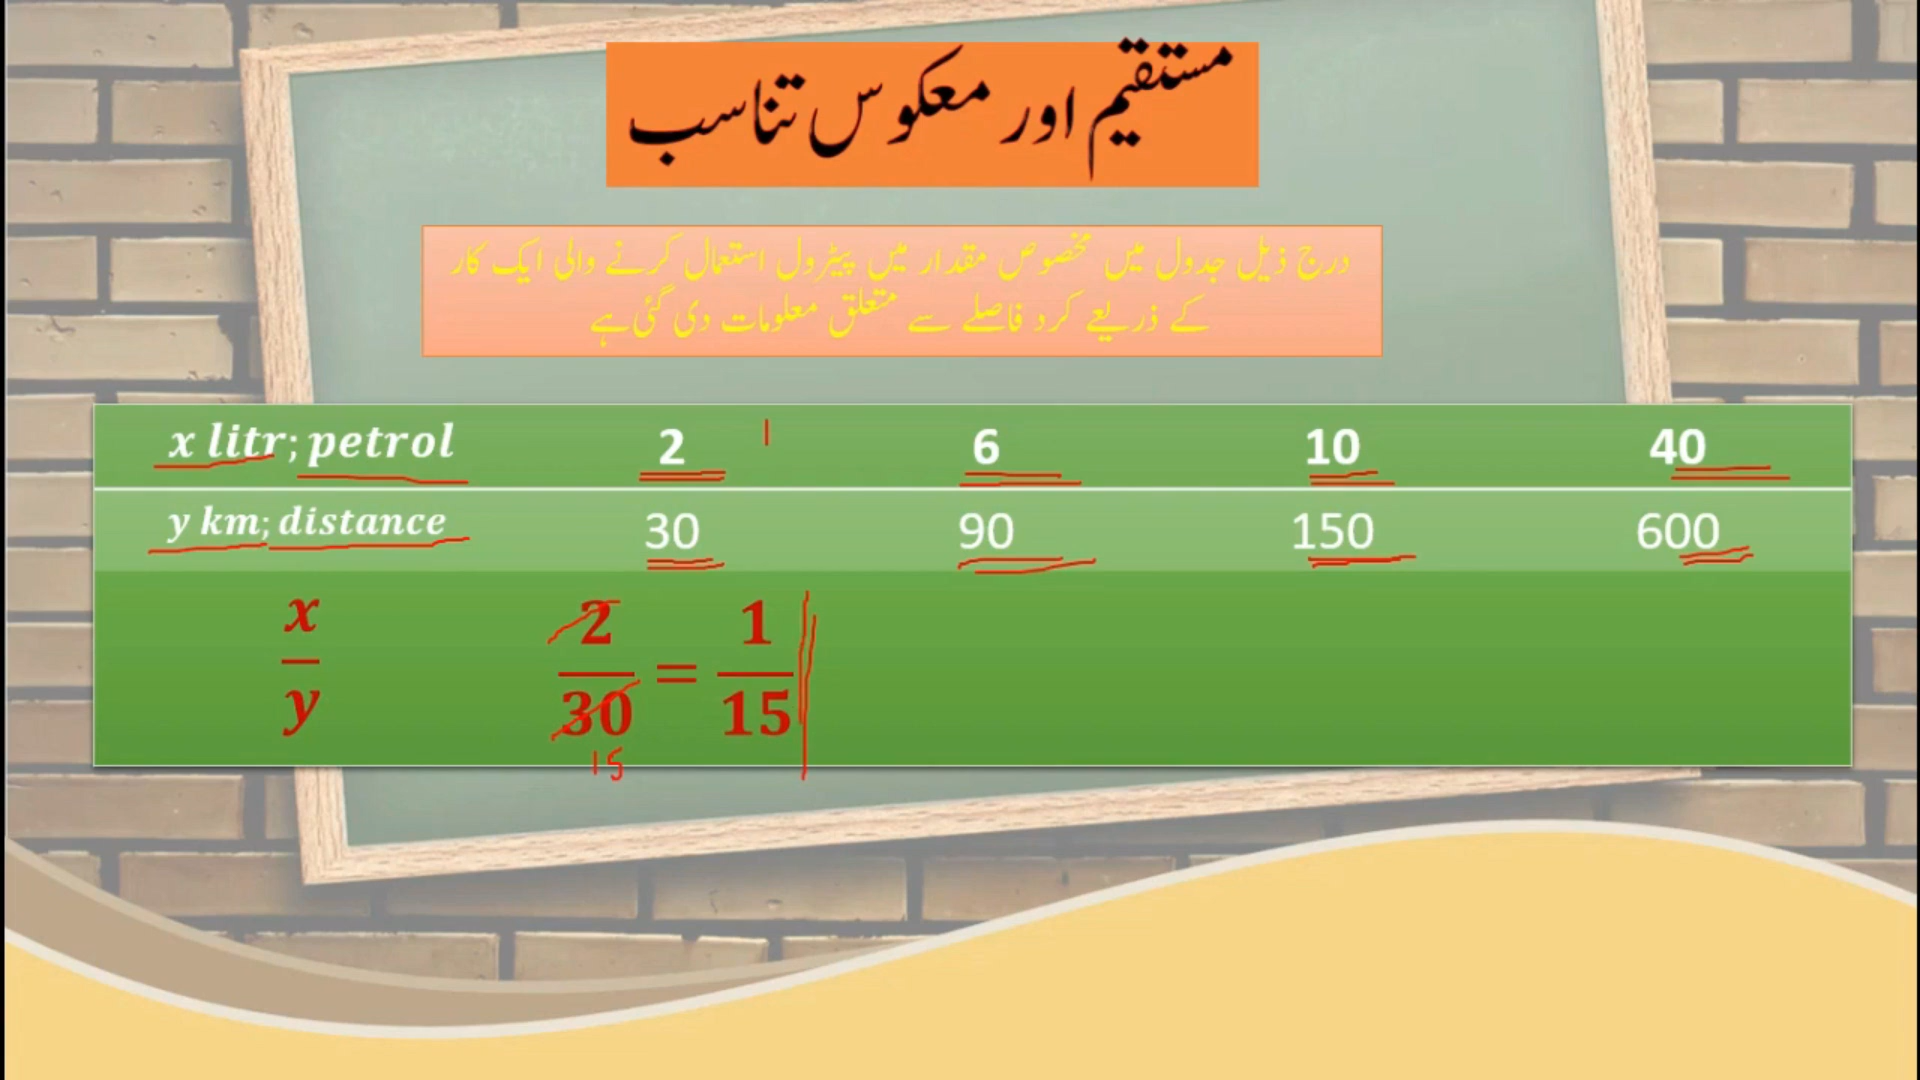 مستقیم اور معکوس تناسب
درج ذیل جدول میں مخصوص مقدار میں پیٹرول استعمال کرنے والی ایک کار
کے ذریعے کرد فاصلے سے متعلق معلومات دی گئی ہے
x litr; petrol 2 6 10 40
y km; distance 30 90 150 600
x/y 2/30 = 1/15
15